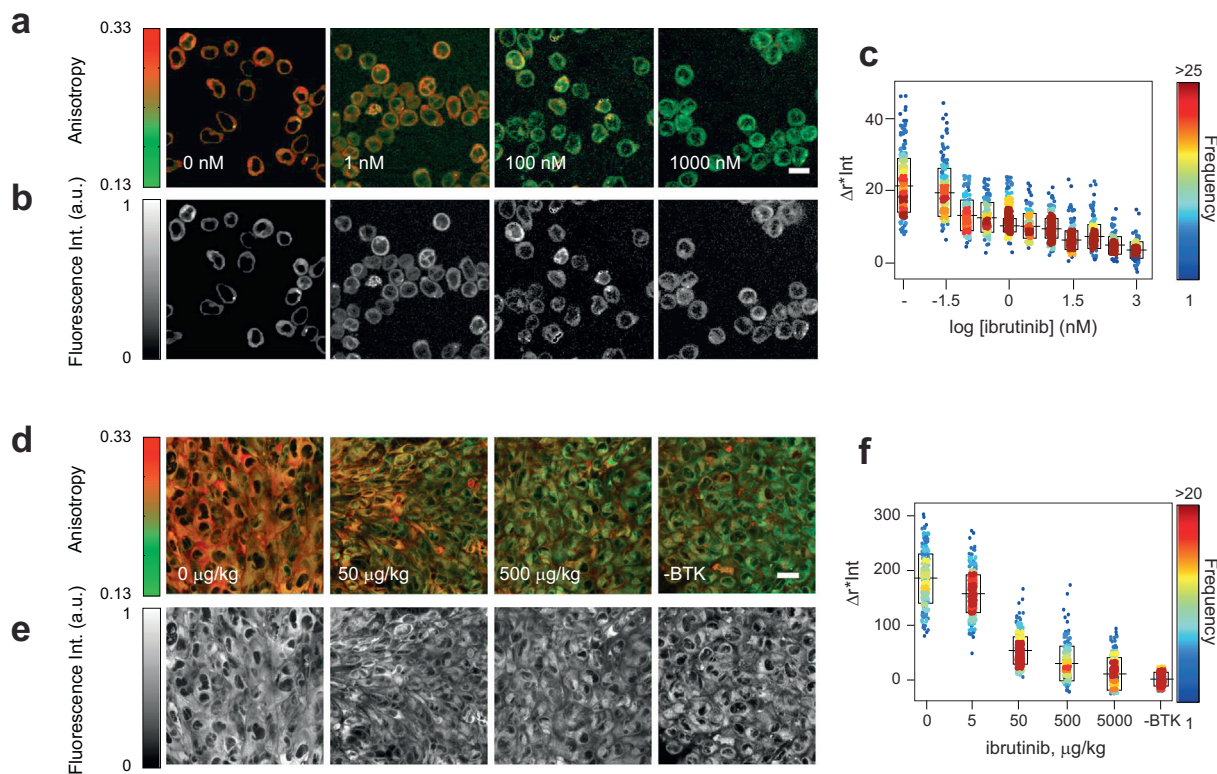 a
0.33
Anisotropy
0.13
0 nM
1 nM
100 nM
1000 nM
b
1
Fluorescence Int. (a.u.)
0
c
>25
40
20
0
Δr*Int
Frequency
1
- -1.5 0 1.5 3
log [ibrutinib] (nM)
d
0.33
Anisotropy
0.13
0 μg/kg
50 μg/kg
500 μg/kg
-BTK
e
1
Fluorescence Int. (a.u.)
0
f
>20
300
200
100
0
Δr*Int
Frequency
1
0 5 50 500 5000 -BTK
ibrutinib, μg/kg